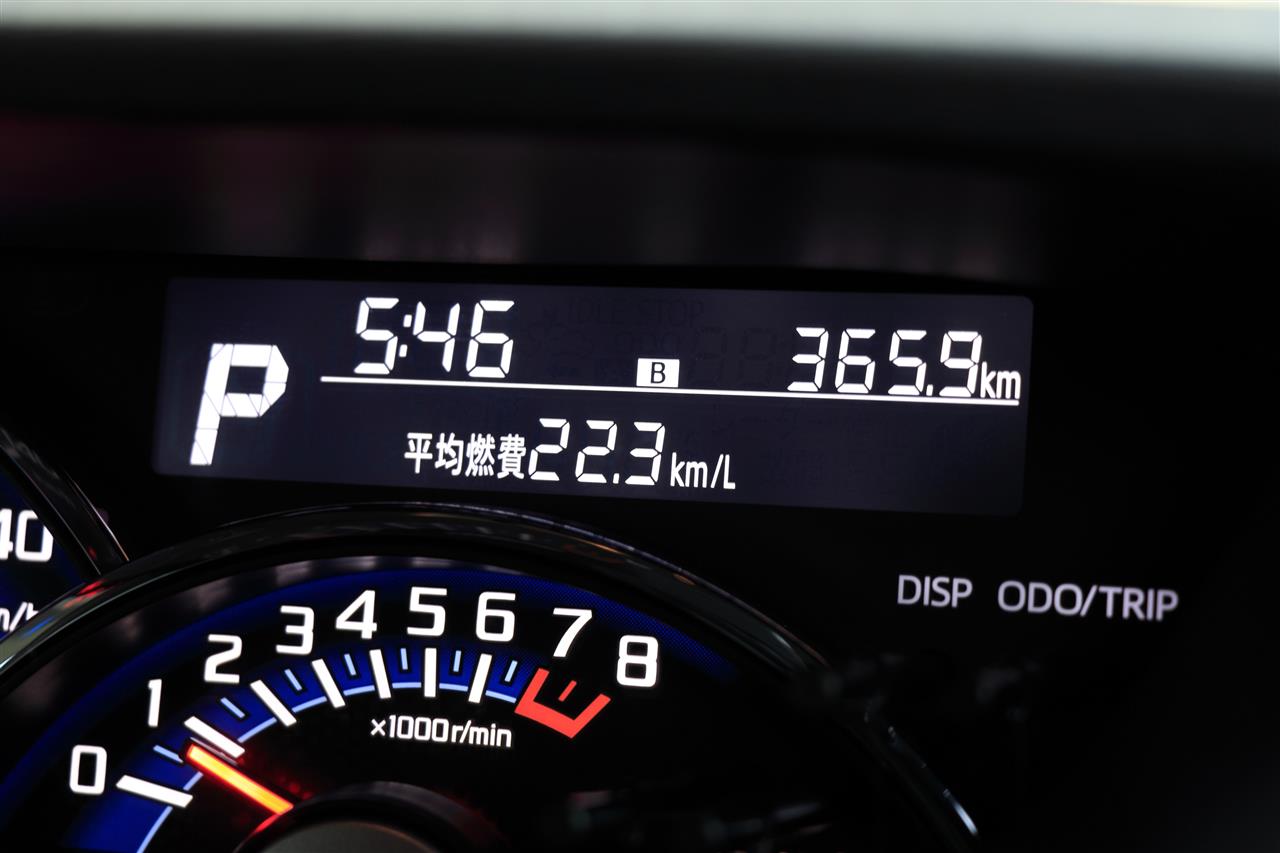 5:46
B
365.9km
P
平均燃費22.3km/L
DISP ODO/TRIP
40
0
1
2
3
4
5
6
7
8
×1000r/min